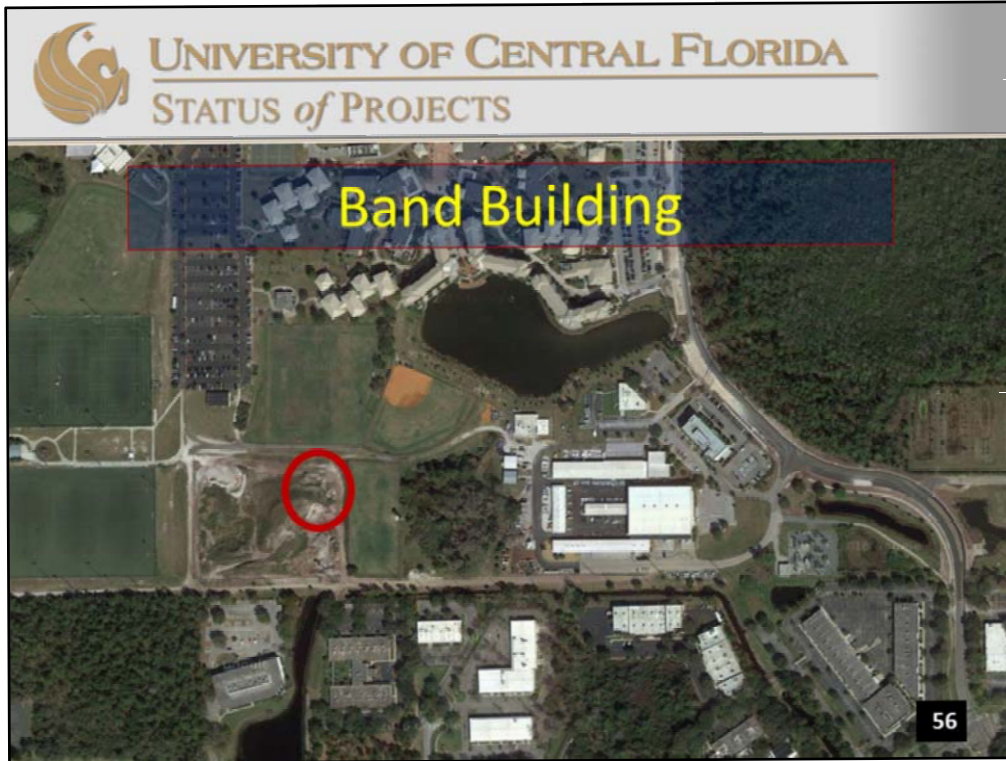 UNIVERSITY OF CENTRAL FLORIDA
STATUS of PROJECTS
Band Building
56